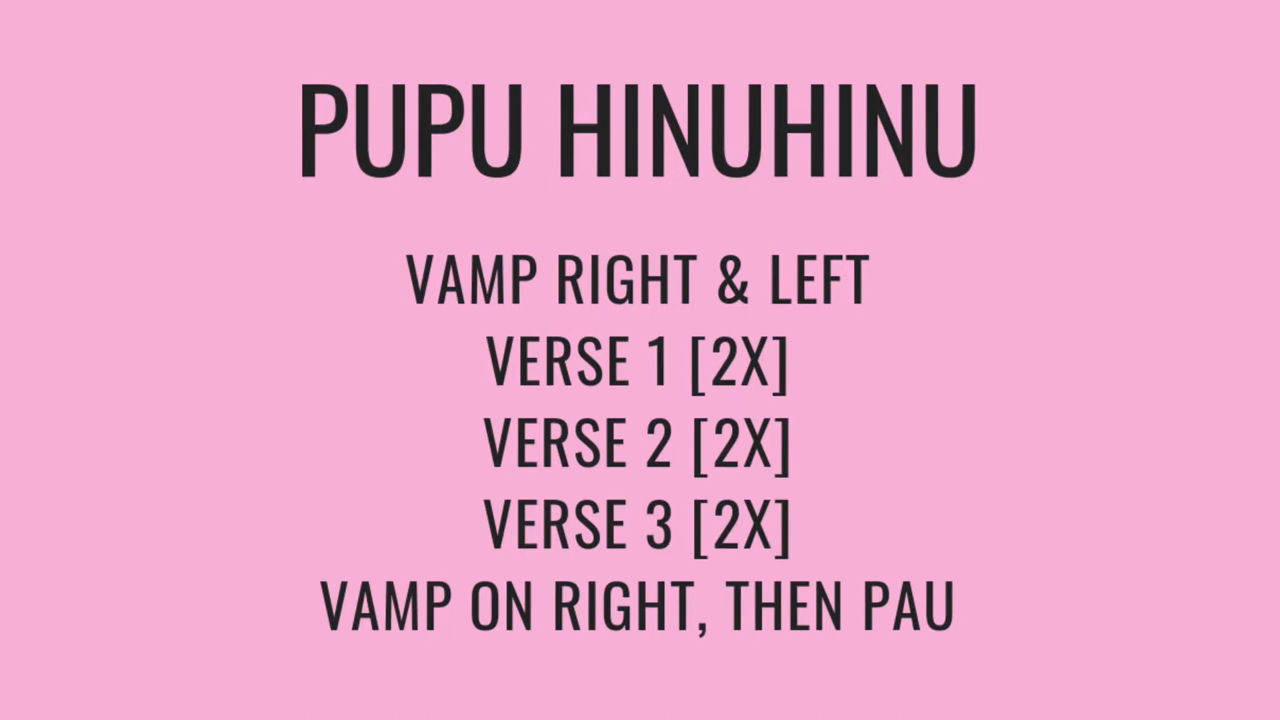 PUPU HINUHINU
VAMP RIGHT & LEFT
VERSE 1 [2X]
VERSE 2 [2X]
VERSE 3 [2X]
VAMP ON RIGHT, THEN PAU